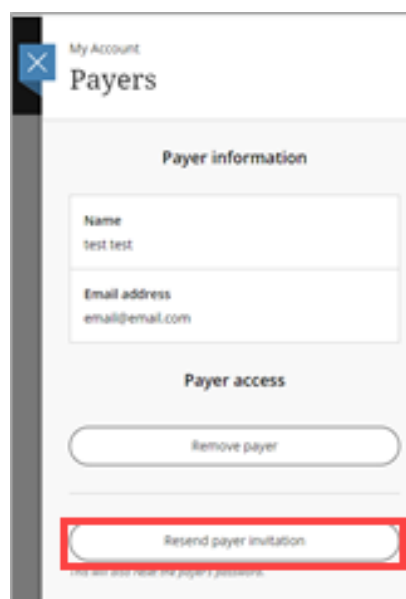 My Account
Payers
Payer information
Name
test test
Email address
email@email.com
Payer access
Remove payer
Resend payer invitation
This will also reset the payer's password.